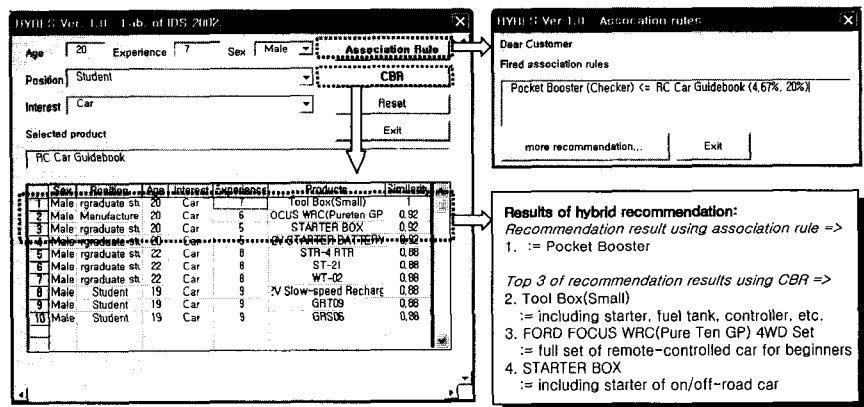 HYRES Ver. 1.0 Lab. of IDS 2002.
Age 20 Experience 7 Sex Male Association Rule
Position Student CBR
Interest Car Reset
Selected product Exit
RC Car Guidebook
Sex Position Age Interest Experience Products Similarity
1 Male rgraduate stu 20 Car 7 Tool Box(Small) 1
2 Male Manufacture 20 Car 6 OCUS WRC(Pureten GP 0,92
3 Male rgraduate stu 20 Car 5 STARTER BOX 0,92
4 Male rgraduate stu 20 Car STARTER BATTERY 0,88
5 Male rgraduate stu 22 Car 8 STR-4 RTR 0,88
6 Male rgraduate stu 22 Car 8 ST-21 0,88
7 Male rgraduate stu 22 Car 8 WT-02 0,88
8 Male Student 19 Car 9 Slow-speed Recharg 0,88
9 Male Student 19 Car 9 GRT09 0,88
10 Male Student 19 Car 9 GRS06 0,88
HYRES Ver 1.0 Assocation rules
Dear Customer
Fired association rules
Pocket Booster (Checker) <= RC Car Guidebook (4,67%, 20%)
more recommendation,,, Exit
Results of hybrid recommendation:
Recommendation result using association rule =>
1. := Pocket Booster
Top 3 of recommendation results using CBR =>
2. Tool Box(Small)
:= including starter, fuel tank, controller, etc.
3. FORD FOCUS WRC(Pure Ten GP) 4WD Set
:= full set of remote-controlled car for beginners
4. STARTER BOX
:= including starter of on/off-road car